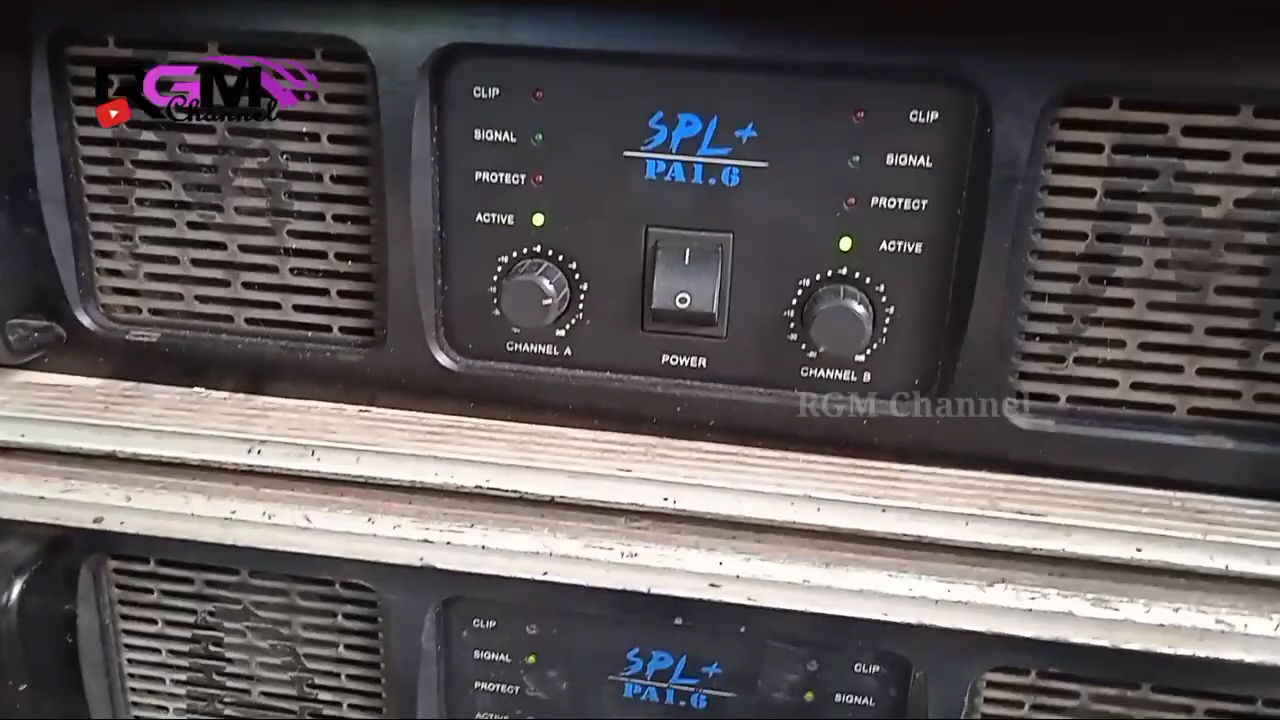 RGM
Channel
CLIP
SIGNAL
PROTECT
ACTIVE
CHANNEL A
SPL+
PA1.6
POWER
CLIP
SIGNAL
PROTECT
ACTIVE
CHANNEL B
RGM Channel
CLIP
SIGNAL
PROTECT
ACTIVE
SPL+
PA1.6
CLIP
SIGNAL